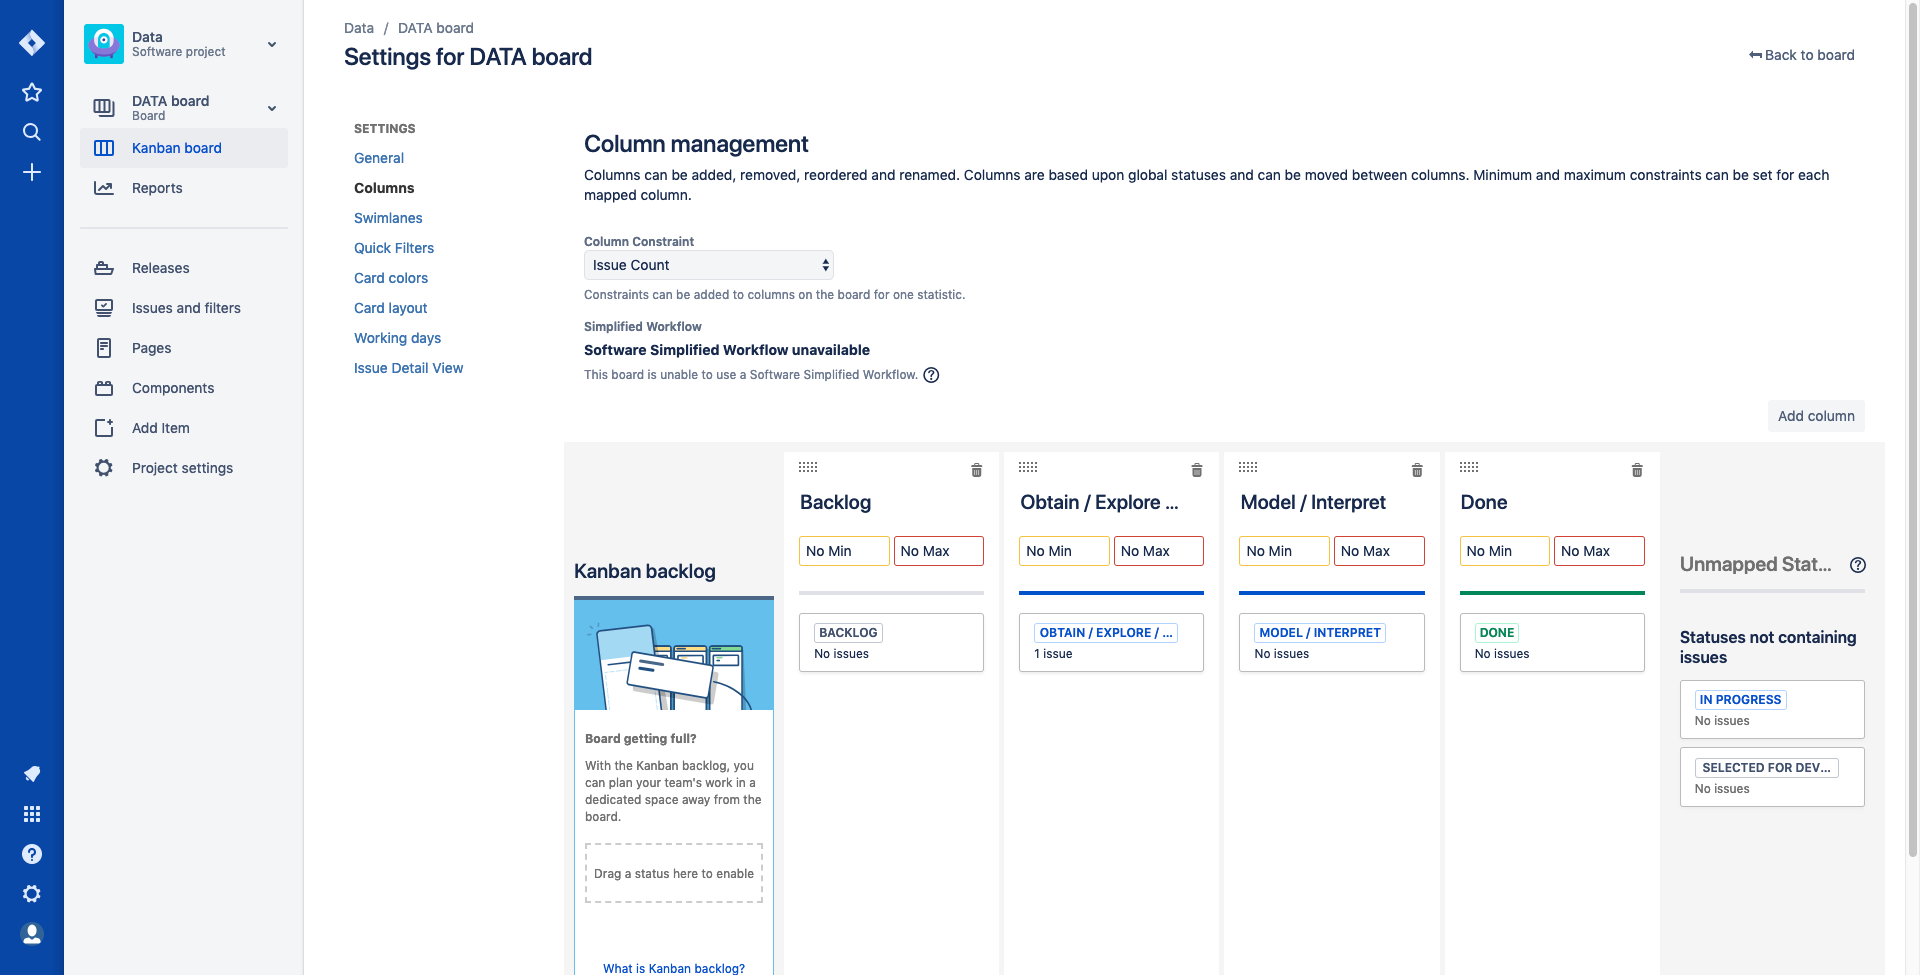 Data
Software project
DATA board
Board
Kanban board
Reports
Releases
Issues and filters
Pages
Components
Add Item
Project settings
Data / DATA board
Settings for DATA board
Back to board
SETTINGS
General
Columns
Swimlanes
Quick Filters
Card colors
Card layout
Working days
Issue Detail View
Column management
Columns can be added, removed, reordered and renamed. Columns are based upon global statuses and can be moved between columns. Minimum and maximum constraints can be set for each
mapped column.
Column Constraint
Issue Count
Constraints can be added to columns on the board for one statistic.
Simplified Workflow
Software Simplified Workflow unavailable
This board is unable to use a Software Simplified Workflow.
Add column
Kanban backlog
Board getting full?
With the Kanban backlog, you
can plan your team's work in a
dedicated space away from the
board.
Drag a status here to enable
What is Kanban backlog?
Backlog
No Min No Max
BACKLOG
No issues
Obtain / Explore ...
No Min No Max
OBTAIN / EXPLORE / ...
1 issue
Model / Interpret
No Min No Max
MODEL / INTERPRET
No issues
Done
No Min No Max
DONE
No issues
Unmapped Stat...
Statuses not containing
issues
IN PROGRESS
No issues
SELECTED FOR DEV...
No issues